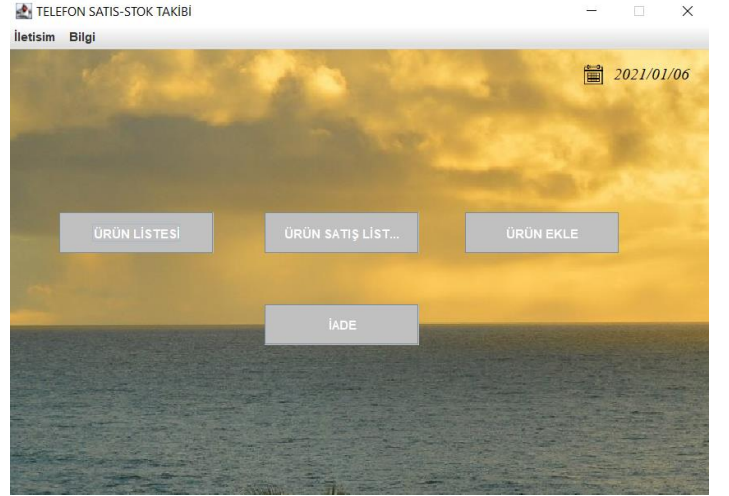 TELEFON SATIS-STOK TAKİBİ
İletisim Bilgi
2021/01/06
ÜRÜN LİSTESİ ÜRÜN SATIŞ LİST... ÜRÜN EKLE
İADE